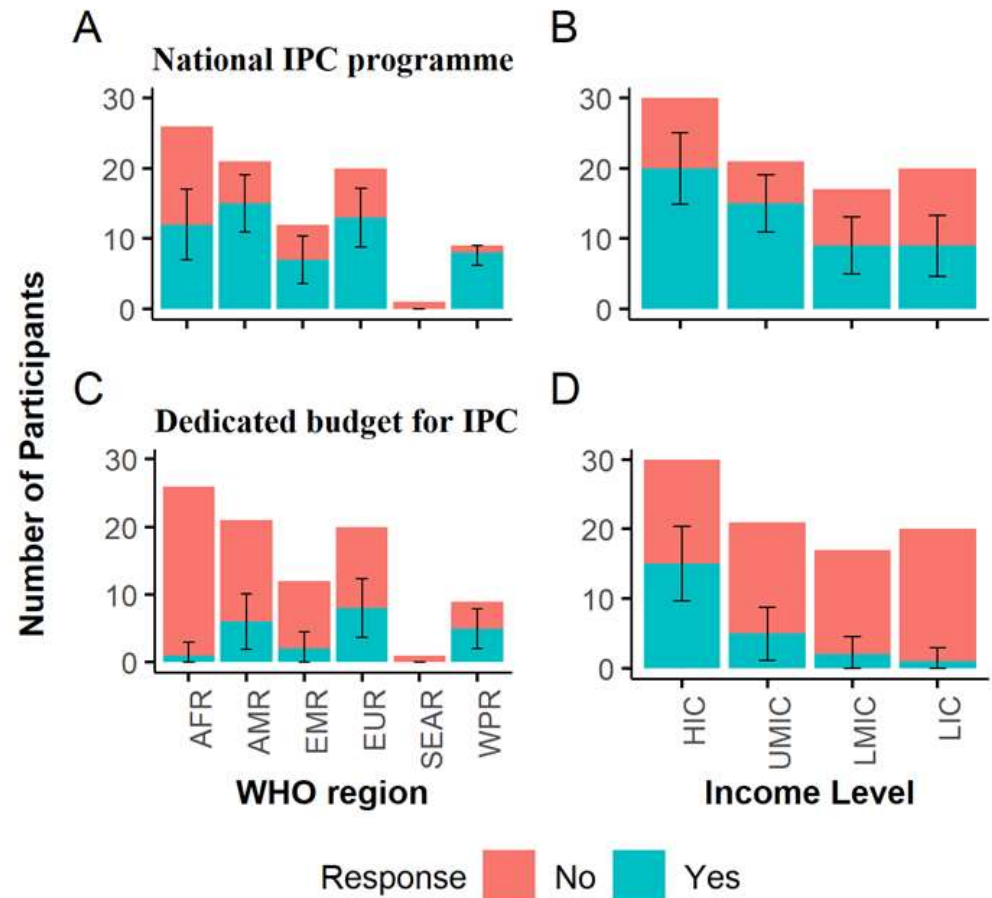 A
B
National IPC programme
30
20
10
0
30
20
10
0
C
D
Dedicated budget for IPC
30
20
10
0
30
20
10
0
Number of Participants
AFR
AMR
EMR
EUR
SEAR
WPR
HIC
UMIC
LMIC
LIC
WHO region
Income Level
Response No Yes